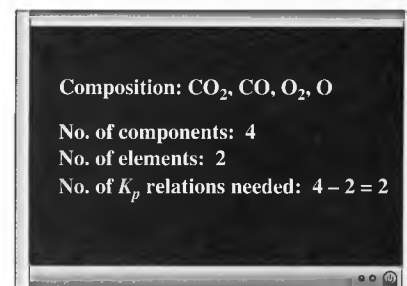 Composition: CO₂, CO, O₂, O
No. of components: 4
No. of elements: 2
No. of Kₚ relations needed: 4 – 2 = 2